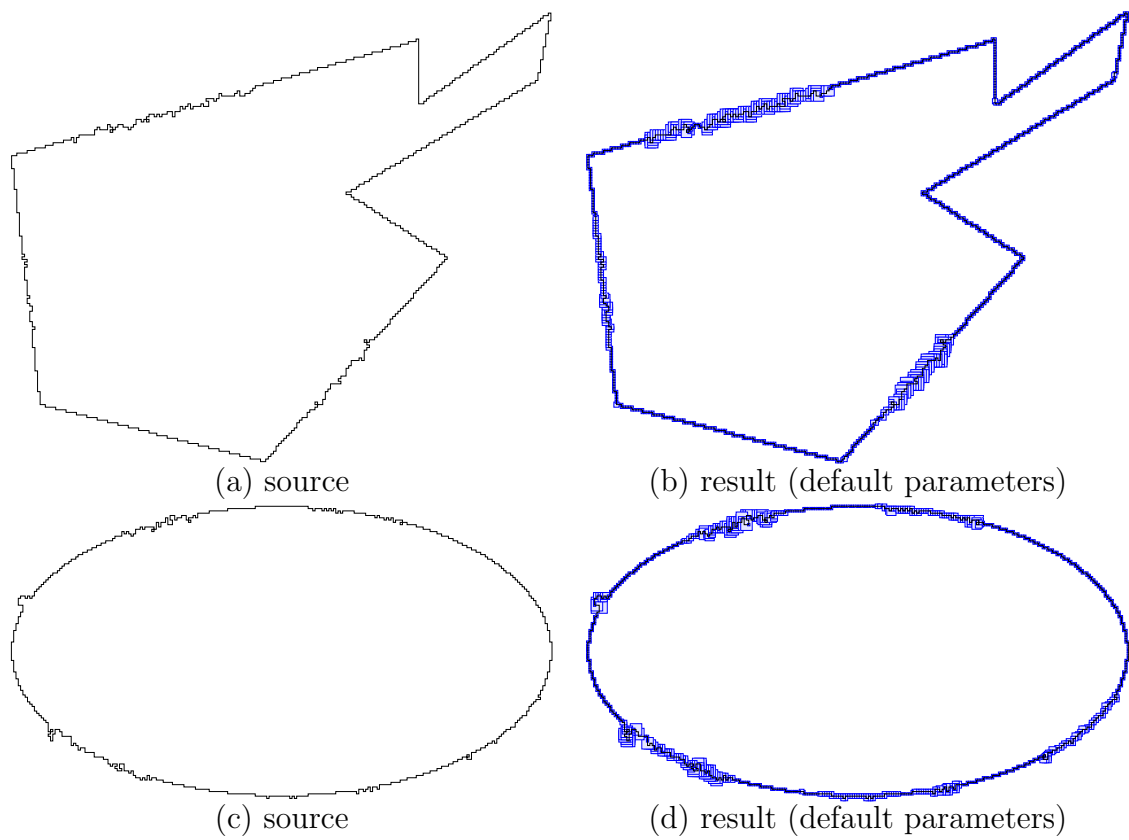 (a) source
(b) result (default parameters)
(c) source
(d) result (default parameters)